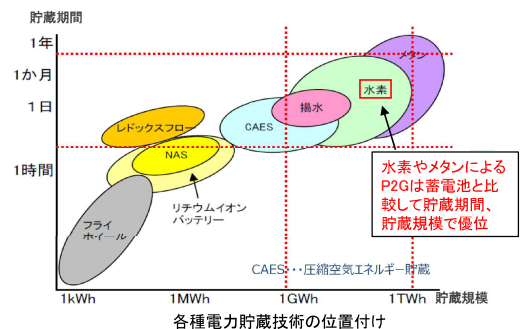 貯蔵期間
1年
1か月
1日
1時間
メタン
水素
揚水
CAES
レドックスフロー
NAS
リチウムイオン
バッテリー
フライ
ホイール
水素やメタンによる
P2Gは蓄電池と比
較して貯蔵期間、
貯蔵規模で優位
CAES・・・圧縮空気エネルギー貯蔵
1kWh
1MWh
1GWh
1TWh
貯蔵規模
各種電力貯蔵技術の位置付け